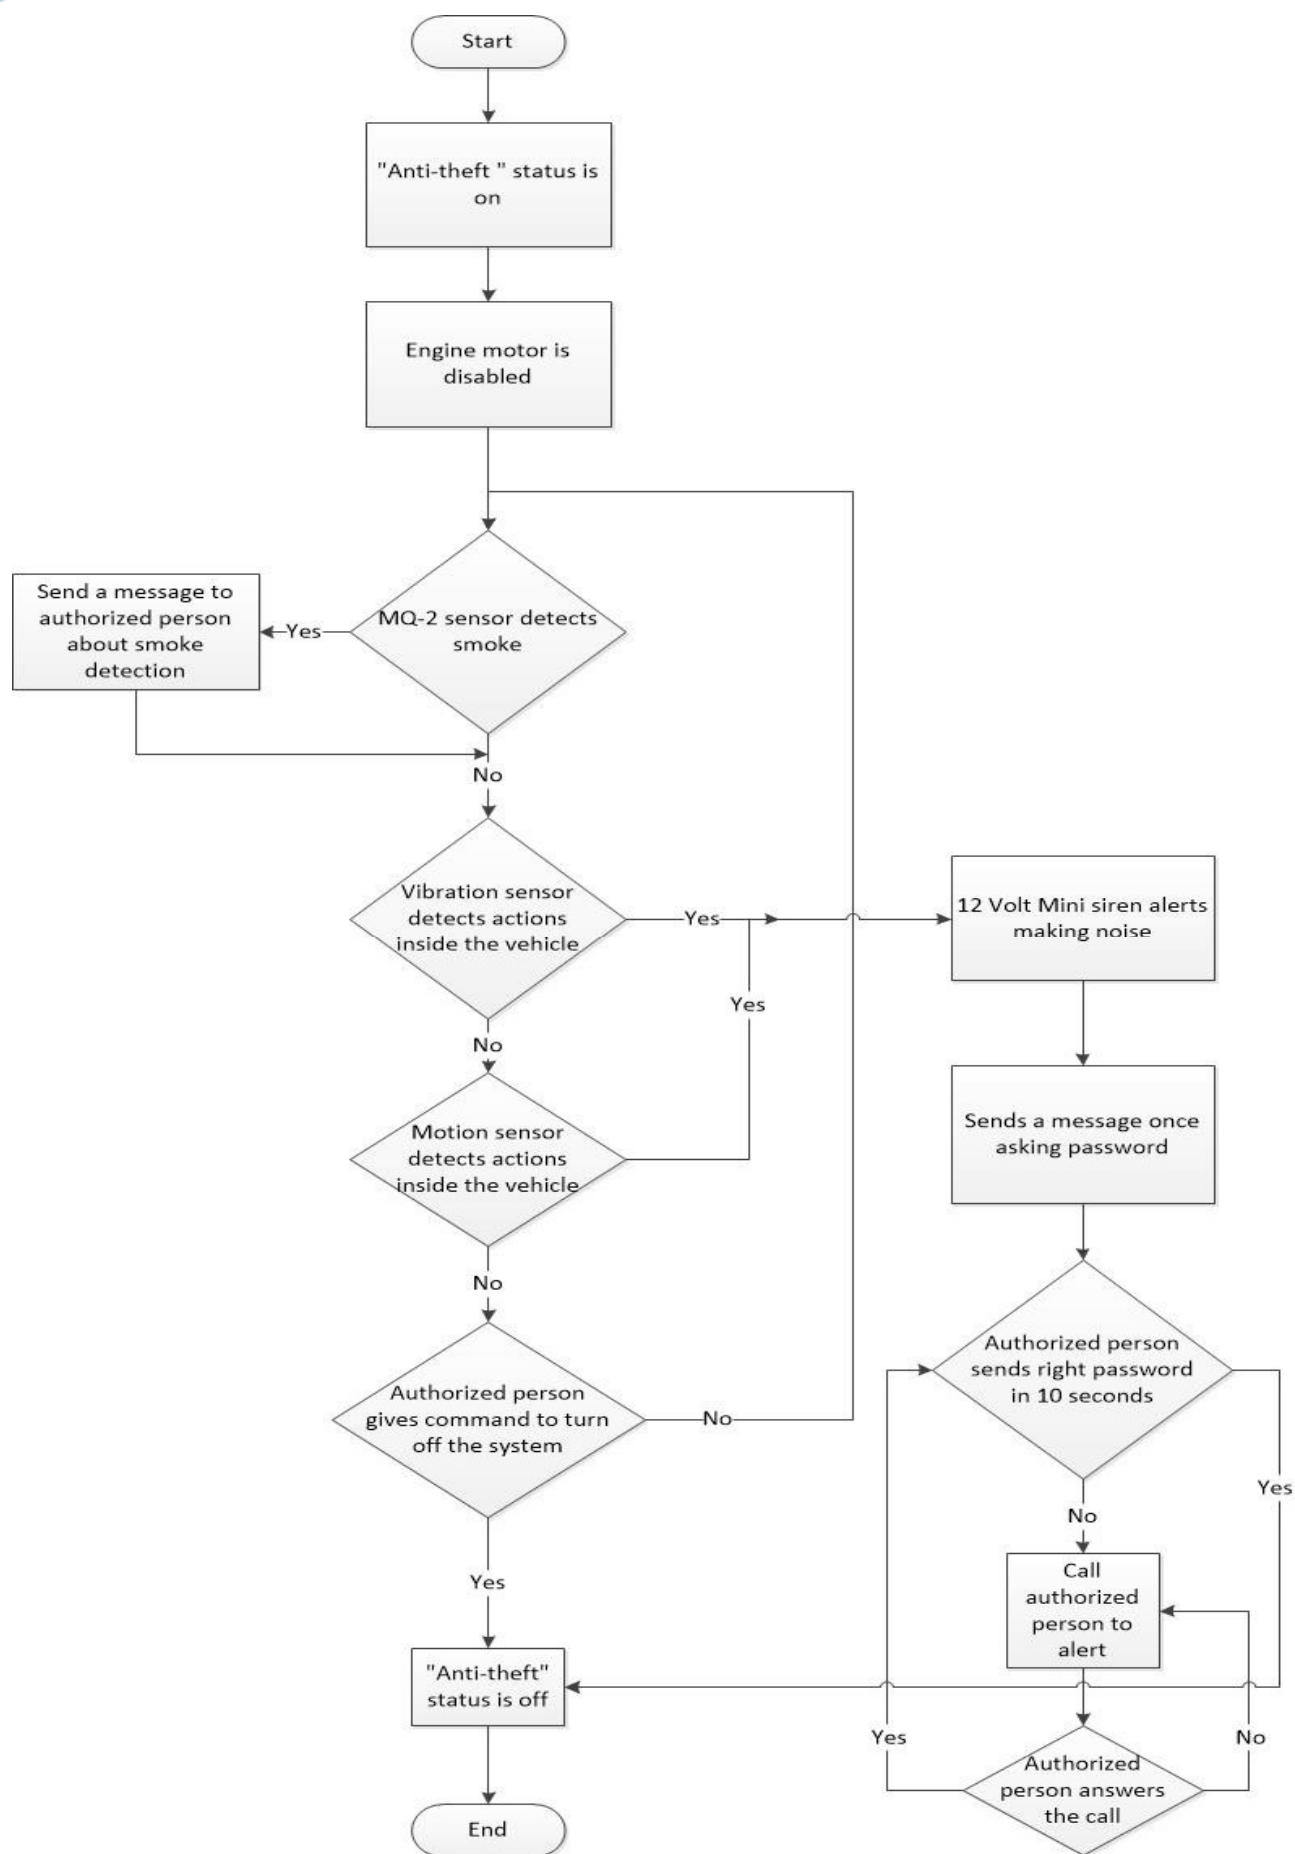 Start
"Anti-theft " status is
on
Engine motor is
disabled
MQ-2 sensor detects
smoke
Yes
Send a message to
authorized person
about smoke
detection
No
Vibration sensor
detects actions
inside the vehicle
Yes
12 Volt Mini siren alerts
making noise
Yes
No
Motion sensor
detects actions
inside the vehicle
Sends a message once
asking password
No
Authorized person
gives command to turn
off the system
No
Authorized person
sends right password
in 10 seconds
Yes
No
Yes
Call
authorized
person to
alert
"Anti-theft"
status is off
Yes
No
Authorized
person answers
the call
End